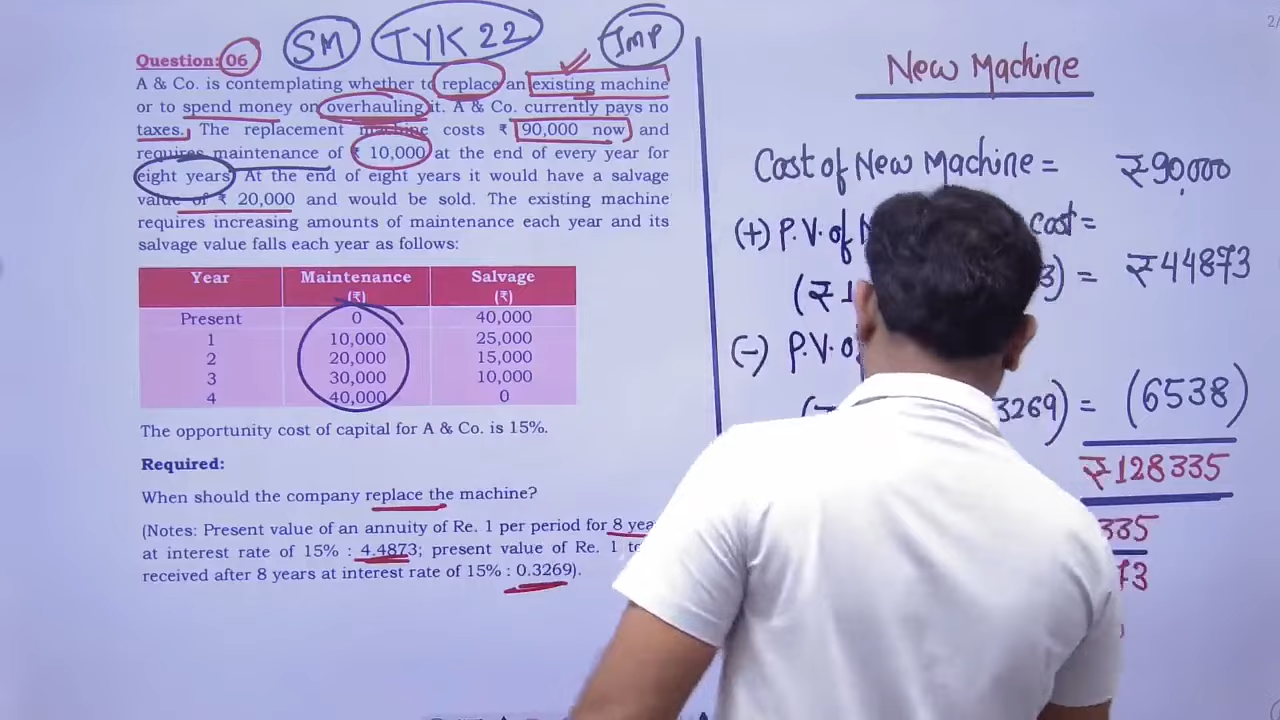 SM TYK 22 IMP
Question: 06
A & Co. is contemplating whether to replace an existing machine
or to spend money on overhauling it. A & Co. currently pays no
taxes. The replacement machine costs ₹ 90,000 now and
requires maintenance of ₹ 10,000 at the end of every year for
eight years. At the end of eight years it would have a salvage
value of ₹ 20,000 and would be sold. The existing machine
requires increasing amounts of maintenance each year and its
salvage value falls each year as follows:
Year Maintenance (₹) Salvage (₹)
Present 0 40,000
1 10,000 25,000
2 20,000 15,000
3 30,000 10,000
4 40,000 0
The opportunity cost of capital for A & Co. is 15%.
Required:
When should the company replace the machine?
(Notes: Present value of an annuity of Re. 1 per period for 8
at interest rate of 15% : 4.4873; present value of Re. 1
received after 8 years at interest rate of 15% : 0.3269).
New Machine
Cost of New Machine = ₹90,000
(+) P.V. of cost =
(₹1 3) = ₹44873
(-) P.V. o
3269) = (6538)
₹128335
335
73